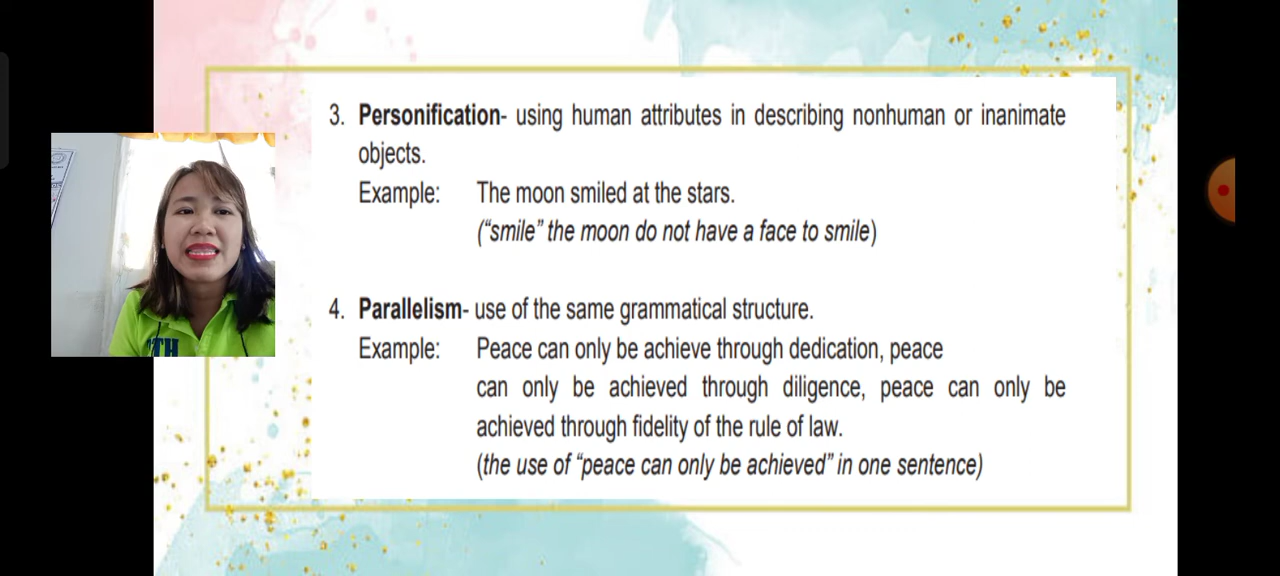 3. Personification- using human attributes in describing nonhuman or inanimate
objects.
Example: The moon smiled at the stars.
(“smile” the moon do not have a face to smile)
4. Parallelism- use of the same grammatical structure.
Example: Peace can only be achieve through dedication, peace
can only be achieved through diligence, peace can only be
achieved through fidelity of the rule of law.
(the use of “peace can only be achieved” in one sentence)
TH